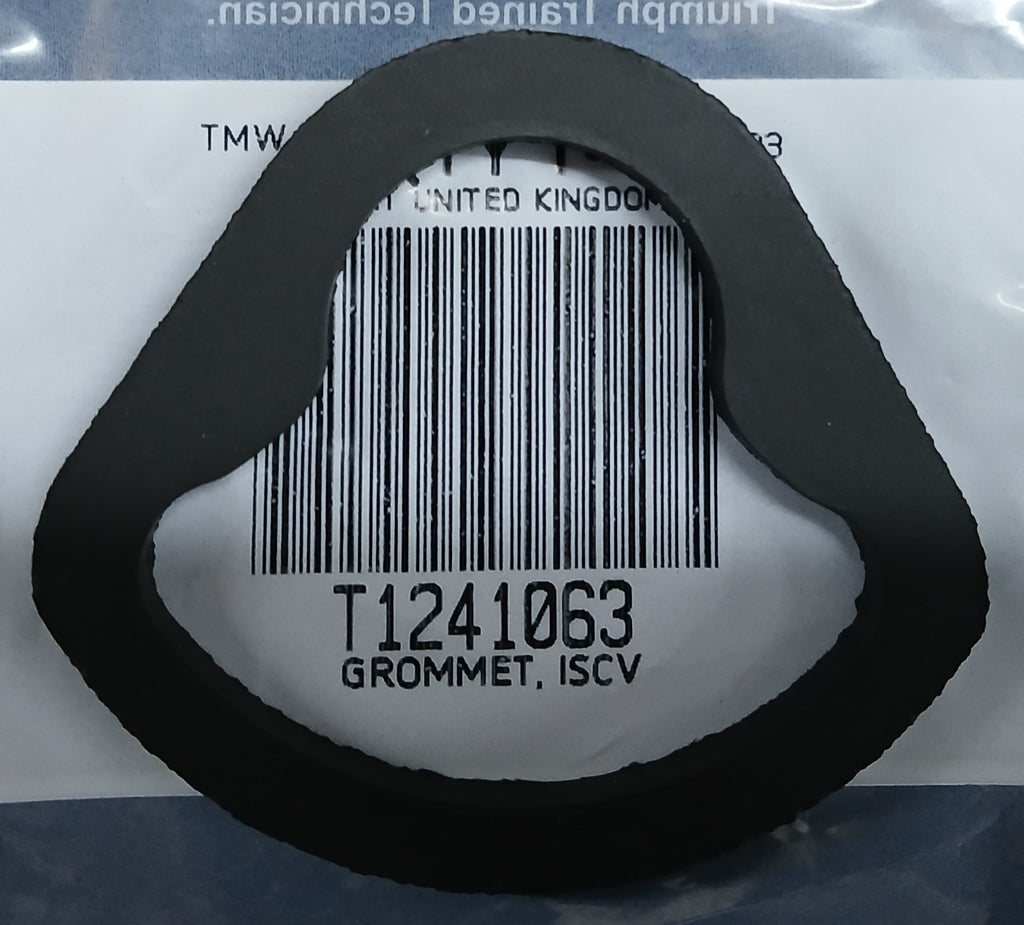 Triumph Trained Technician.
TMW
UNITED KINGDOM
T1241063
GROMMET, ISCV